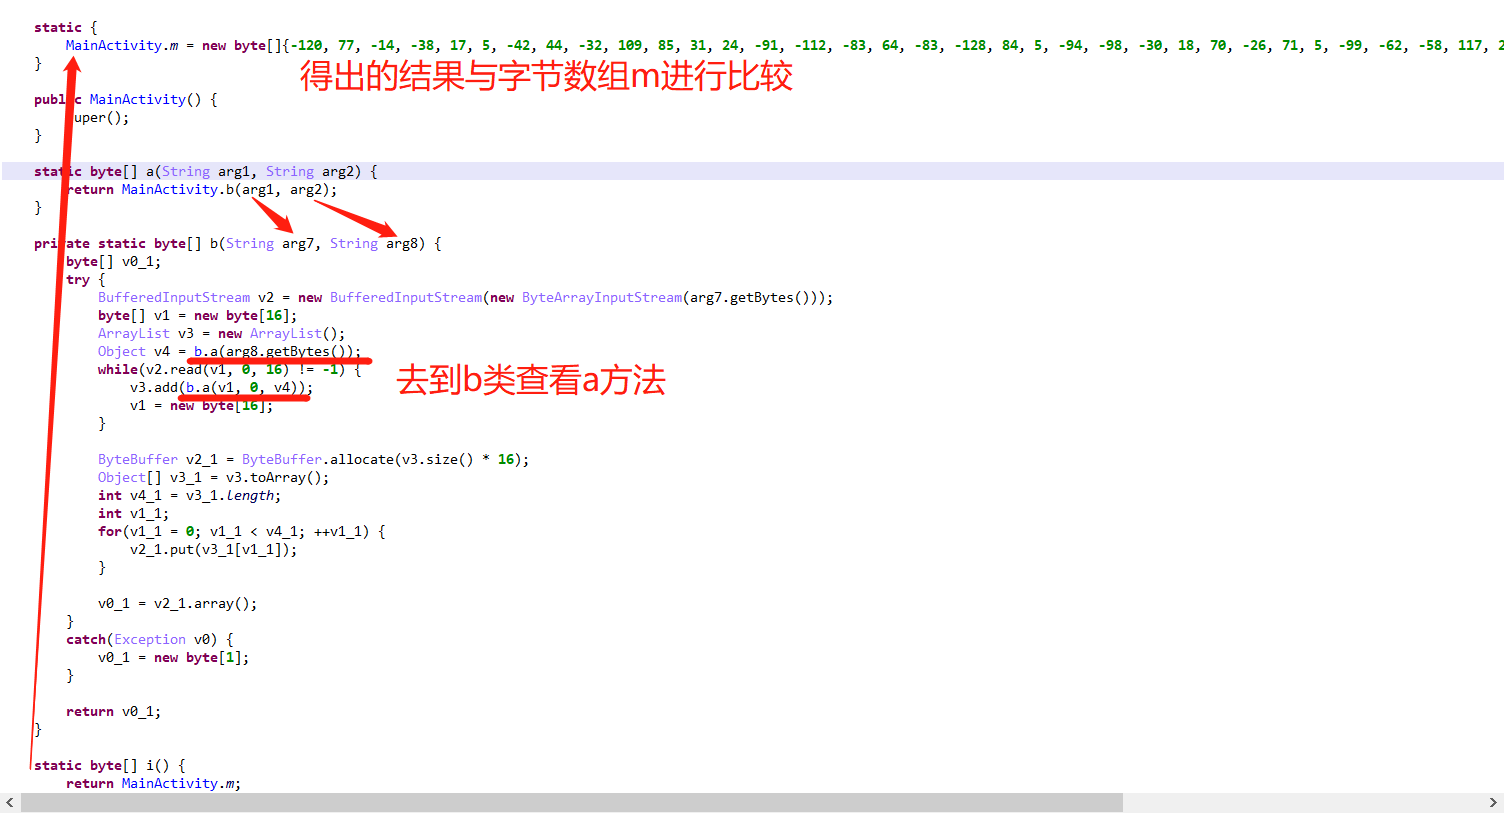 static {
MainActivity.m = new byte[]{-120, 77, -14, -38, 17, 5, -42, 44, -32, 109, 85, 31, 24, -91, -112, -83, 64, -83, -128, 84, 5, -94, -98, -30, 18, 70, -26, 71, 5, -99, -62, -58, 117, 2
}
得出的结果与字节数组m进行比较
public MainActivity() {
super();
}
static byte[] a(String arg1, String arg2) {
return MainActivity.b(arg1, arg2);
}
private static byte[] b(String arg7, String arg8) {
byte[] v0_1;
try {
BufferedInputStream v2 = new BufferedInputStream(new ByteArrayInputStream(arg7.getBytes()));
byte[] v1 = new byte[16];
ArrayList v3 = new ArrayList();
Object v4 = b.a(arg8.getBytes());
while(v2.read(v1, 0, 16) != -1) {
去到b类查看a方法
v3.add(b.a(v1, 0, v4));
v1 = new byte[16];
}
ByteBuffer v2_1 = ByteBuffer.allocate(v3.size() * 16);
Object[] v3_1 = v3.toArray();
int v4_1 = v3_1.length;
int v1_1;
for(v1_1 = 0; v1_1 < v4_1; ++v1_1) {
v2_1.put(v3_1[v1_1]);
}
v0_1 = v2_1.array();
}
catch(Exception v0) {
v0_1 = new byte[1];
}
return v0_1;
}
static byte[] i() {
return MainActivity.m;